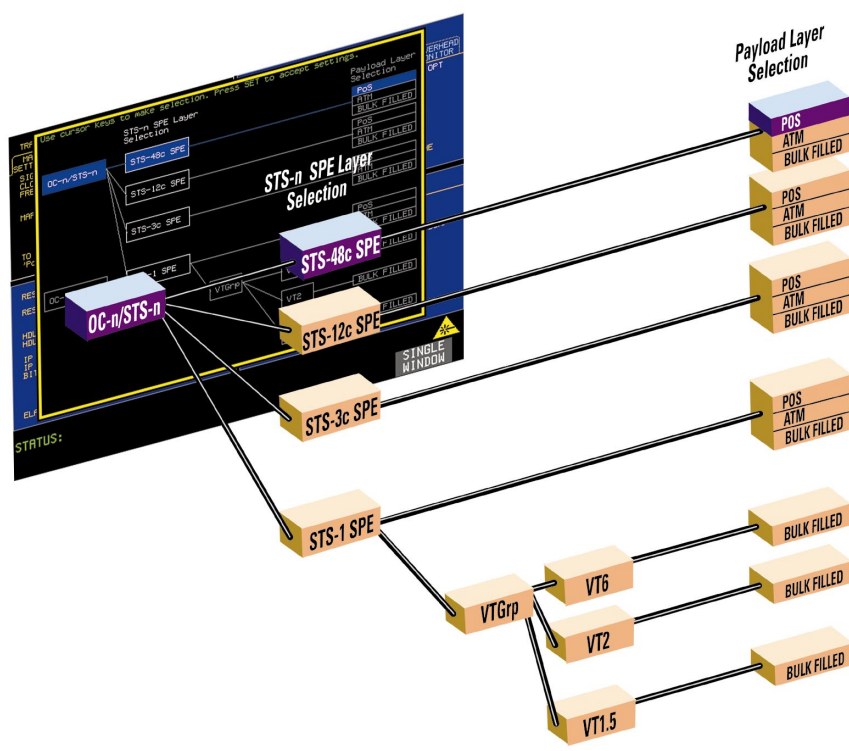 Use cursor Keys to make selection. Press SET to accept settings.
STS-n SPE Layer
Selection
Payload Layer
Selection
OC-n/STS-n
STS-48c SPE
STS-12c SPE
STS-3c SPE
VTGrp
VT2
PoS
ATM
BULK FILLED
PoS
ATM
OPT
SINGLE
WINDOW
STATUS:
Payload Layer
Selection
STS-n SPE Layer
Selection
OC-n/STS-n
STS-48c SPE
STS-12c SPE
STS-3c SPE
STS-1 SPE
VTGrp
VT6
VT2
VT1.5
POS
ATM
BULK FILLED
POS
ATM
BULK FILLED
POS
ATM
BULK FILLED
POS
ATM
BULK FILLED
BULK FILLED
BULK FILLED
BULK FILLED